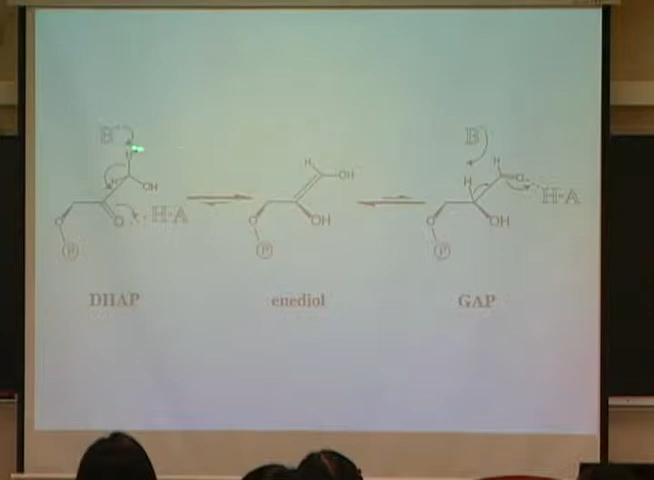 B B
H H H
H OH OH O H-A
O O H-A O OH O OH
P P P
DHAP enediol GAP